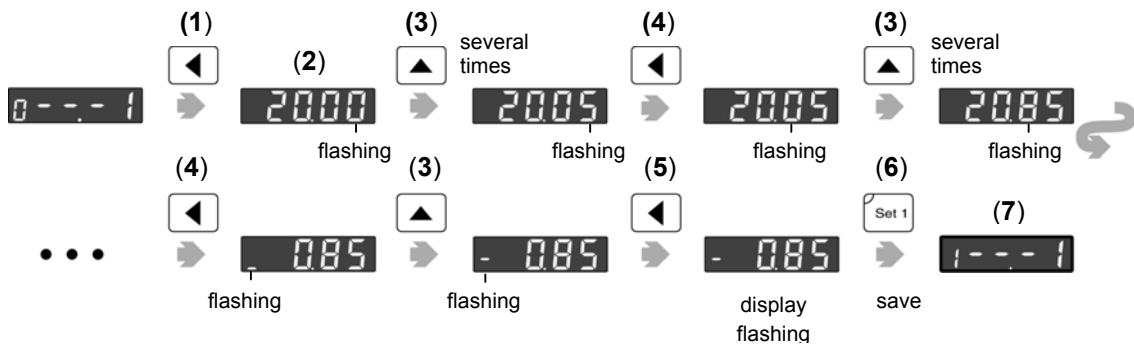 (1) (2) (3) several times (4) (3) several times
0 - - . - 1 20.00 20.05 20.05 20.85
flashing flashing flashing flashing
(4) (3) (5) (6) (7)
Set 1
• • • _ 0.85 - 0.85 - 0.85 1 - - . - 1
flashing flashing display flashing save